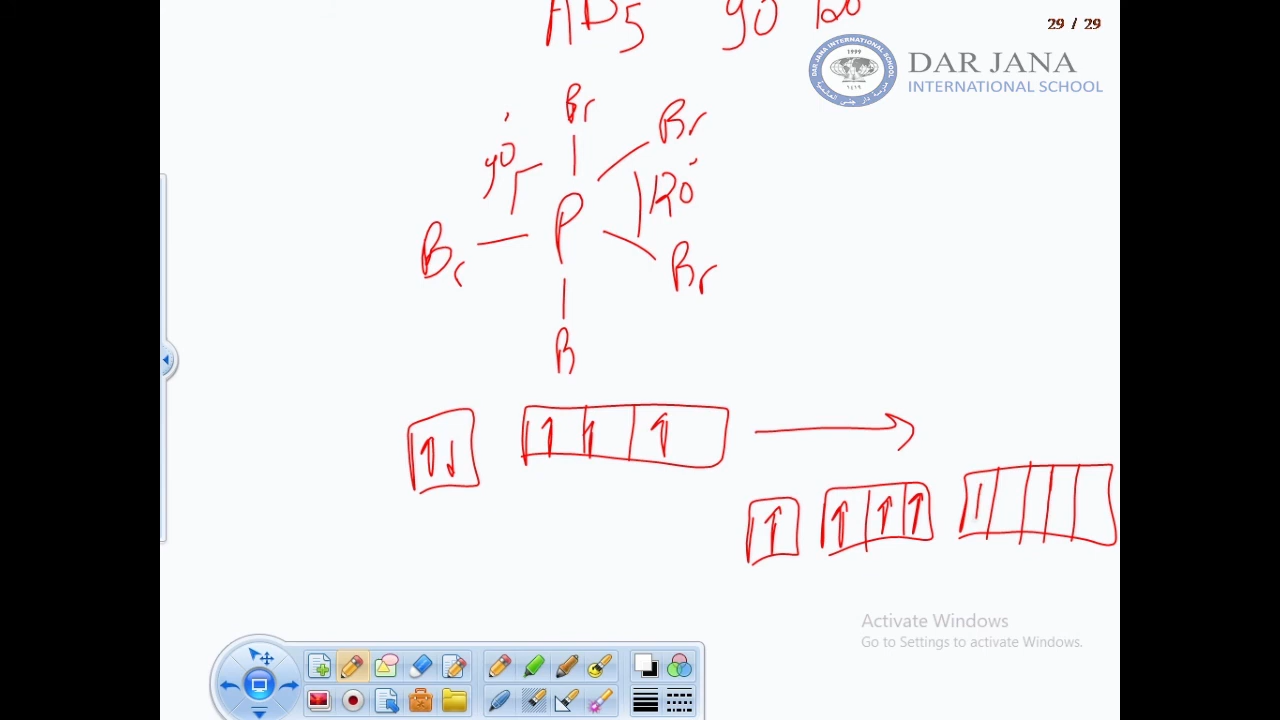 29 / 29
AB5 90 120
DAR JANA
INTERNATIONAL SCHOOL
1999
Br
Br
90°
120°
P
Br
Br
B
Activate Windows
Go to Settings to activate Windows.